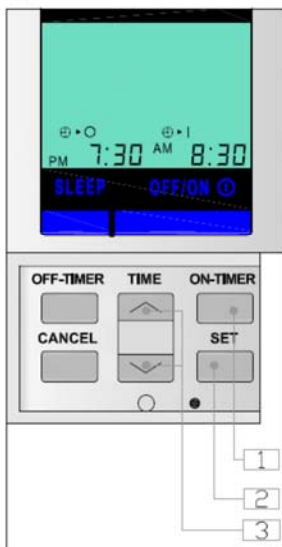 PM 7:30 AM 8:30
SLEEP OFF/ON
OFF-TIMER TIME ON-TIMER
CANCEL SET
1
2
3